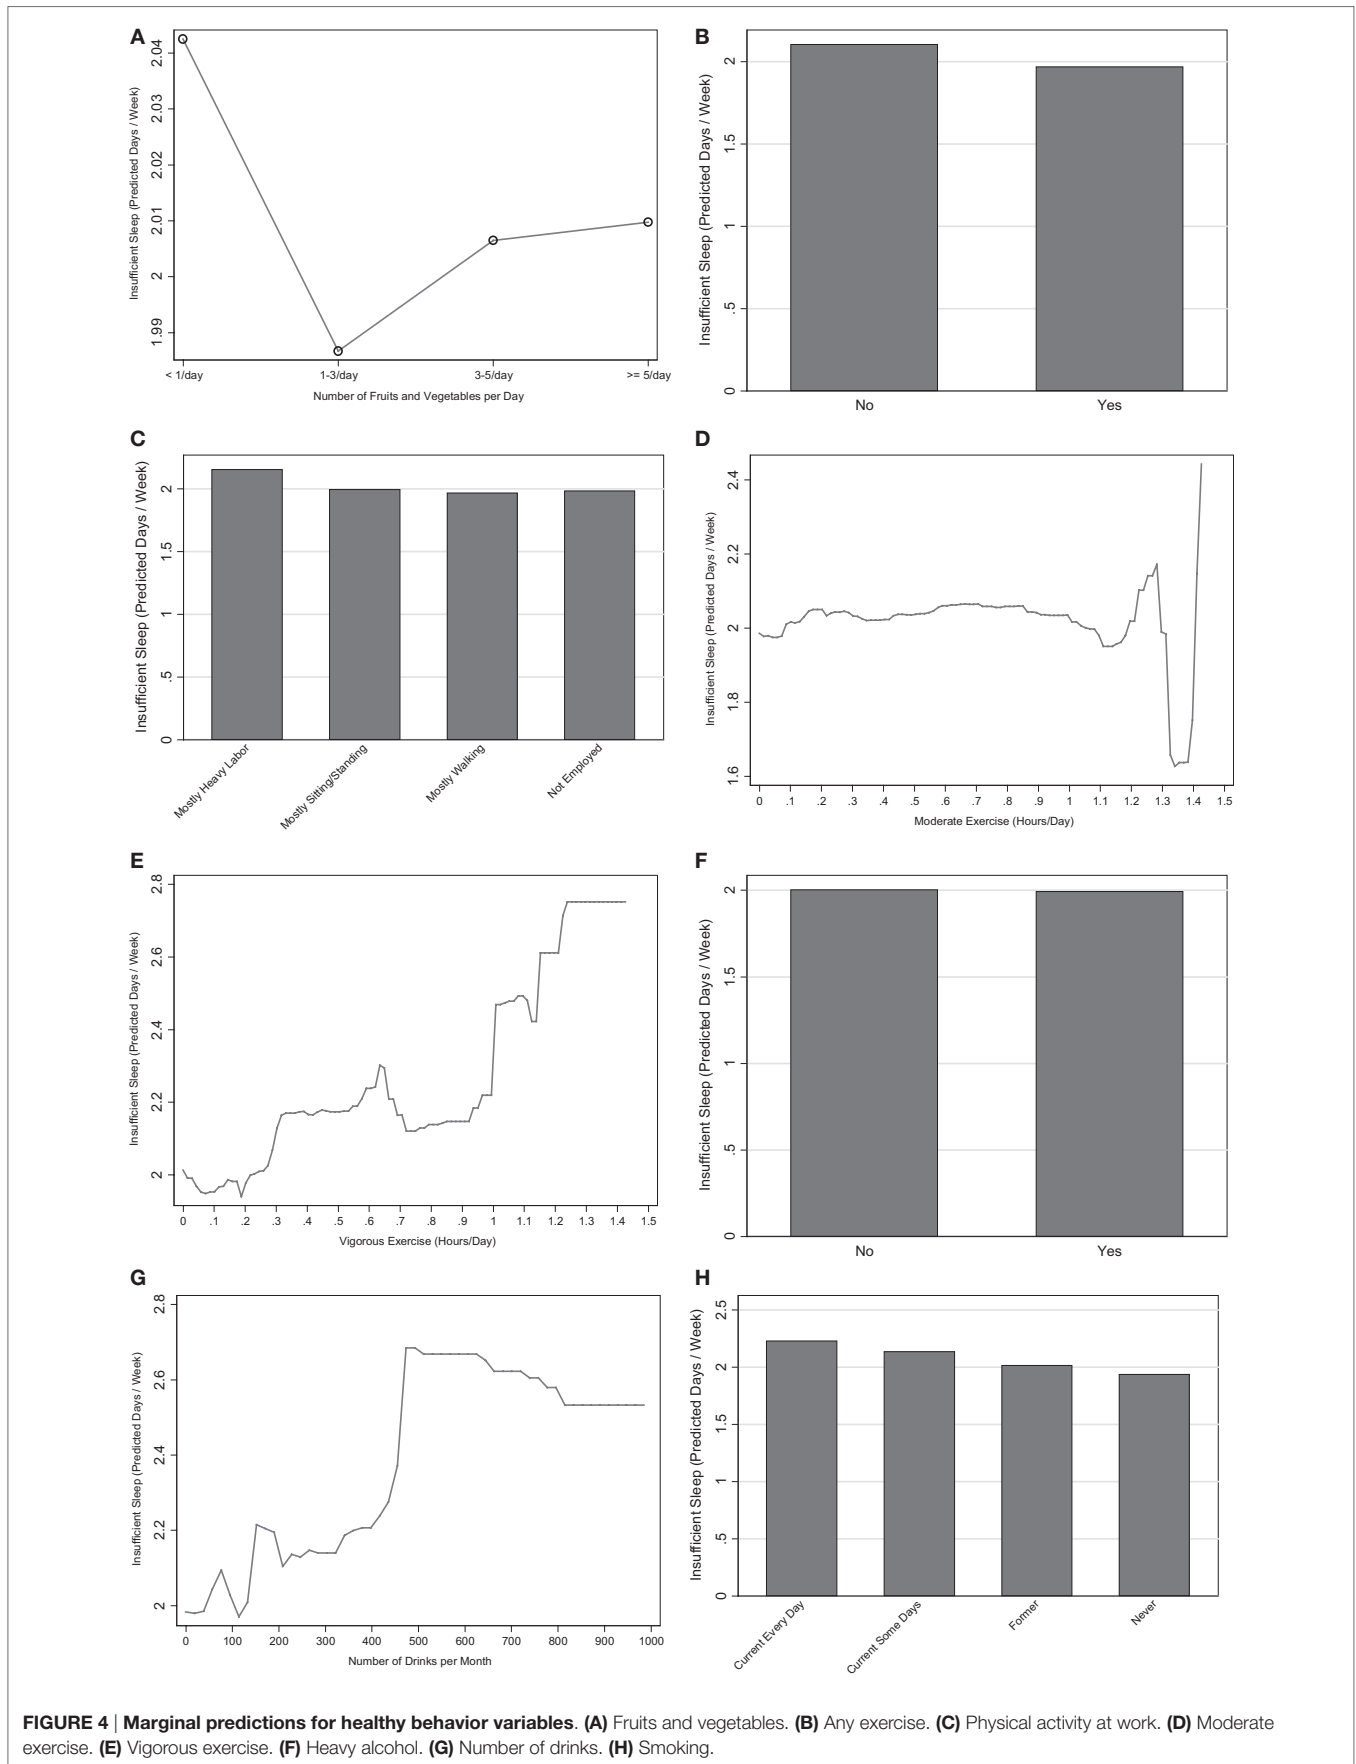 A
Insufficient Sleep (Predicted Days / Week)
2.04
2.03
2.02
2.01
2
1.99
< 1/day
1-3/day
3-5/day
>= 5/day
Number of Fruits and Vegetables per Day
B
Insufficient Sleep (Predicted Days / Week)
2
1.5
1
.5
0
No
Yes
C
Insufficient Sleep (Predicted Days / Week)
2
1.5
1
.5
0
Mostly Heavy Labor
Mostly Sitting/Standing
Mostly Walking
Not Employed
D
Insufficient Sleep (Predicted Days / Week)
2.4
2.2
2
1.8
1.6
0 .1 .2 .3 .4 .5 .6 .7 .8 .9 1 1.1 1.2 1.3 1.4 1.5
Moderate Exercise (Hours/Day)
E
Insufficient Sleep (Predicted Days / Week)
2.8
2.6
2.4
2.2
2
0 .1 .2 .3 .4 .5 .6 .7 .8 .9 1 1.1 1.2 1.3 1.4 1.5
Vigorous Exercise (Hours/Day)
F
Insufficient Sleep (Predicted Days / Week)
2
1.5
1
.5
0
No
Yes
G
Insufficient Sleep (Predicted Days / Week)
2.8
2.6
2.4
2.2
2
0 100 200 300 400 500 600 700 800 900 1000
Number of Drinks per Month
H
Insufficient Sleep (Predicted Days / Week)
2.5
2
1.5
1
.5
0
Current Every Day
Current Some Days
Former
Never
FIGURE 4 | Marginal predictions for healthy behavior variables. (A) Fruits and vegetables. (B) Any exercise. (C) Physical activity at work. (D) Moderate
exercise. (E) Vigorous exercise. (F) Heavy alcohol. (G) Number of drinks. (H) Smoking.